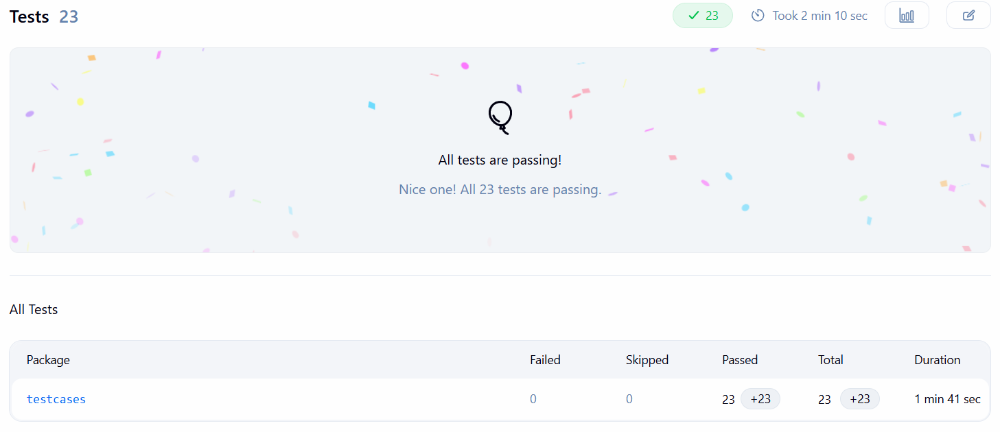 Tests 23
23
Took 2 min 10 sec
All tests are passing!
Nice one! All 23 tests are passing.
All Tests
Package Failed Skipped Passed Total Duration
testcases 0 0 23 +23 23 +23 1 min 41 sec